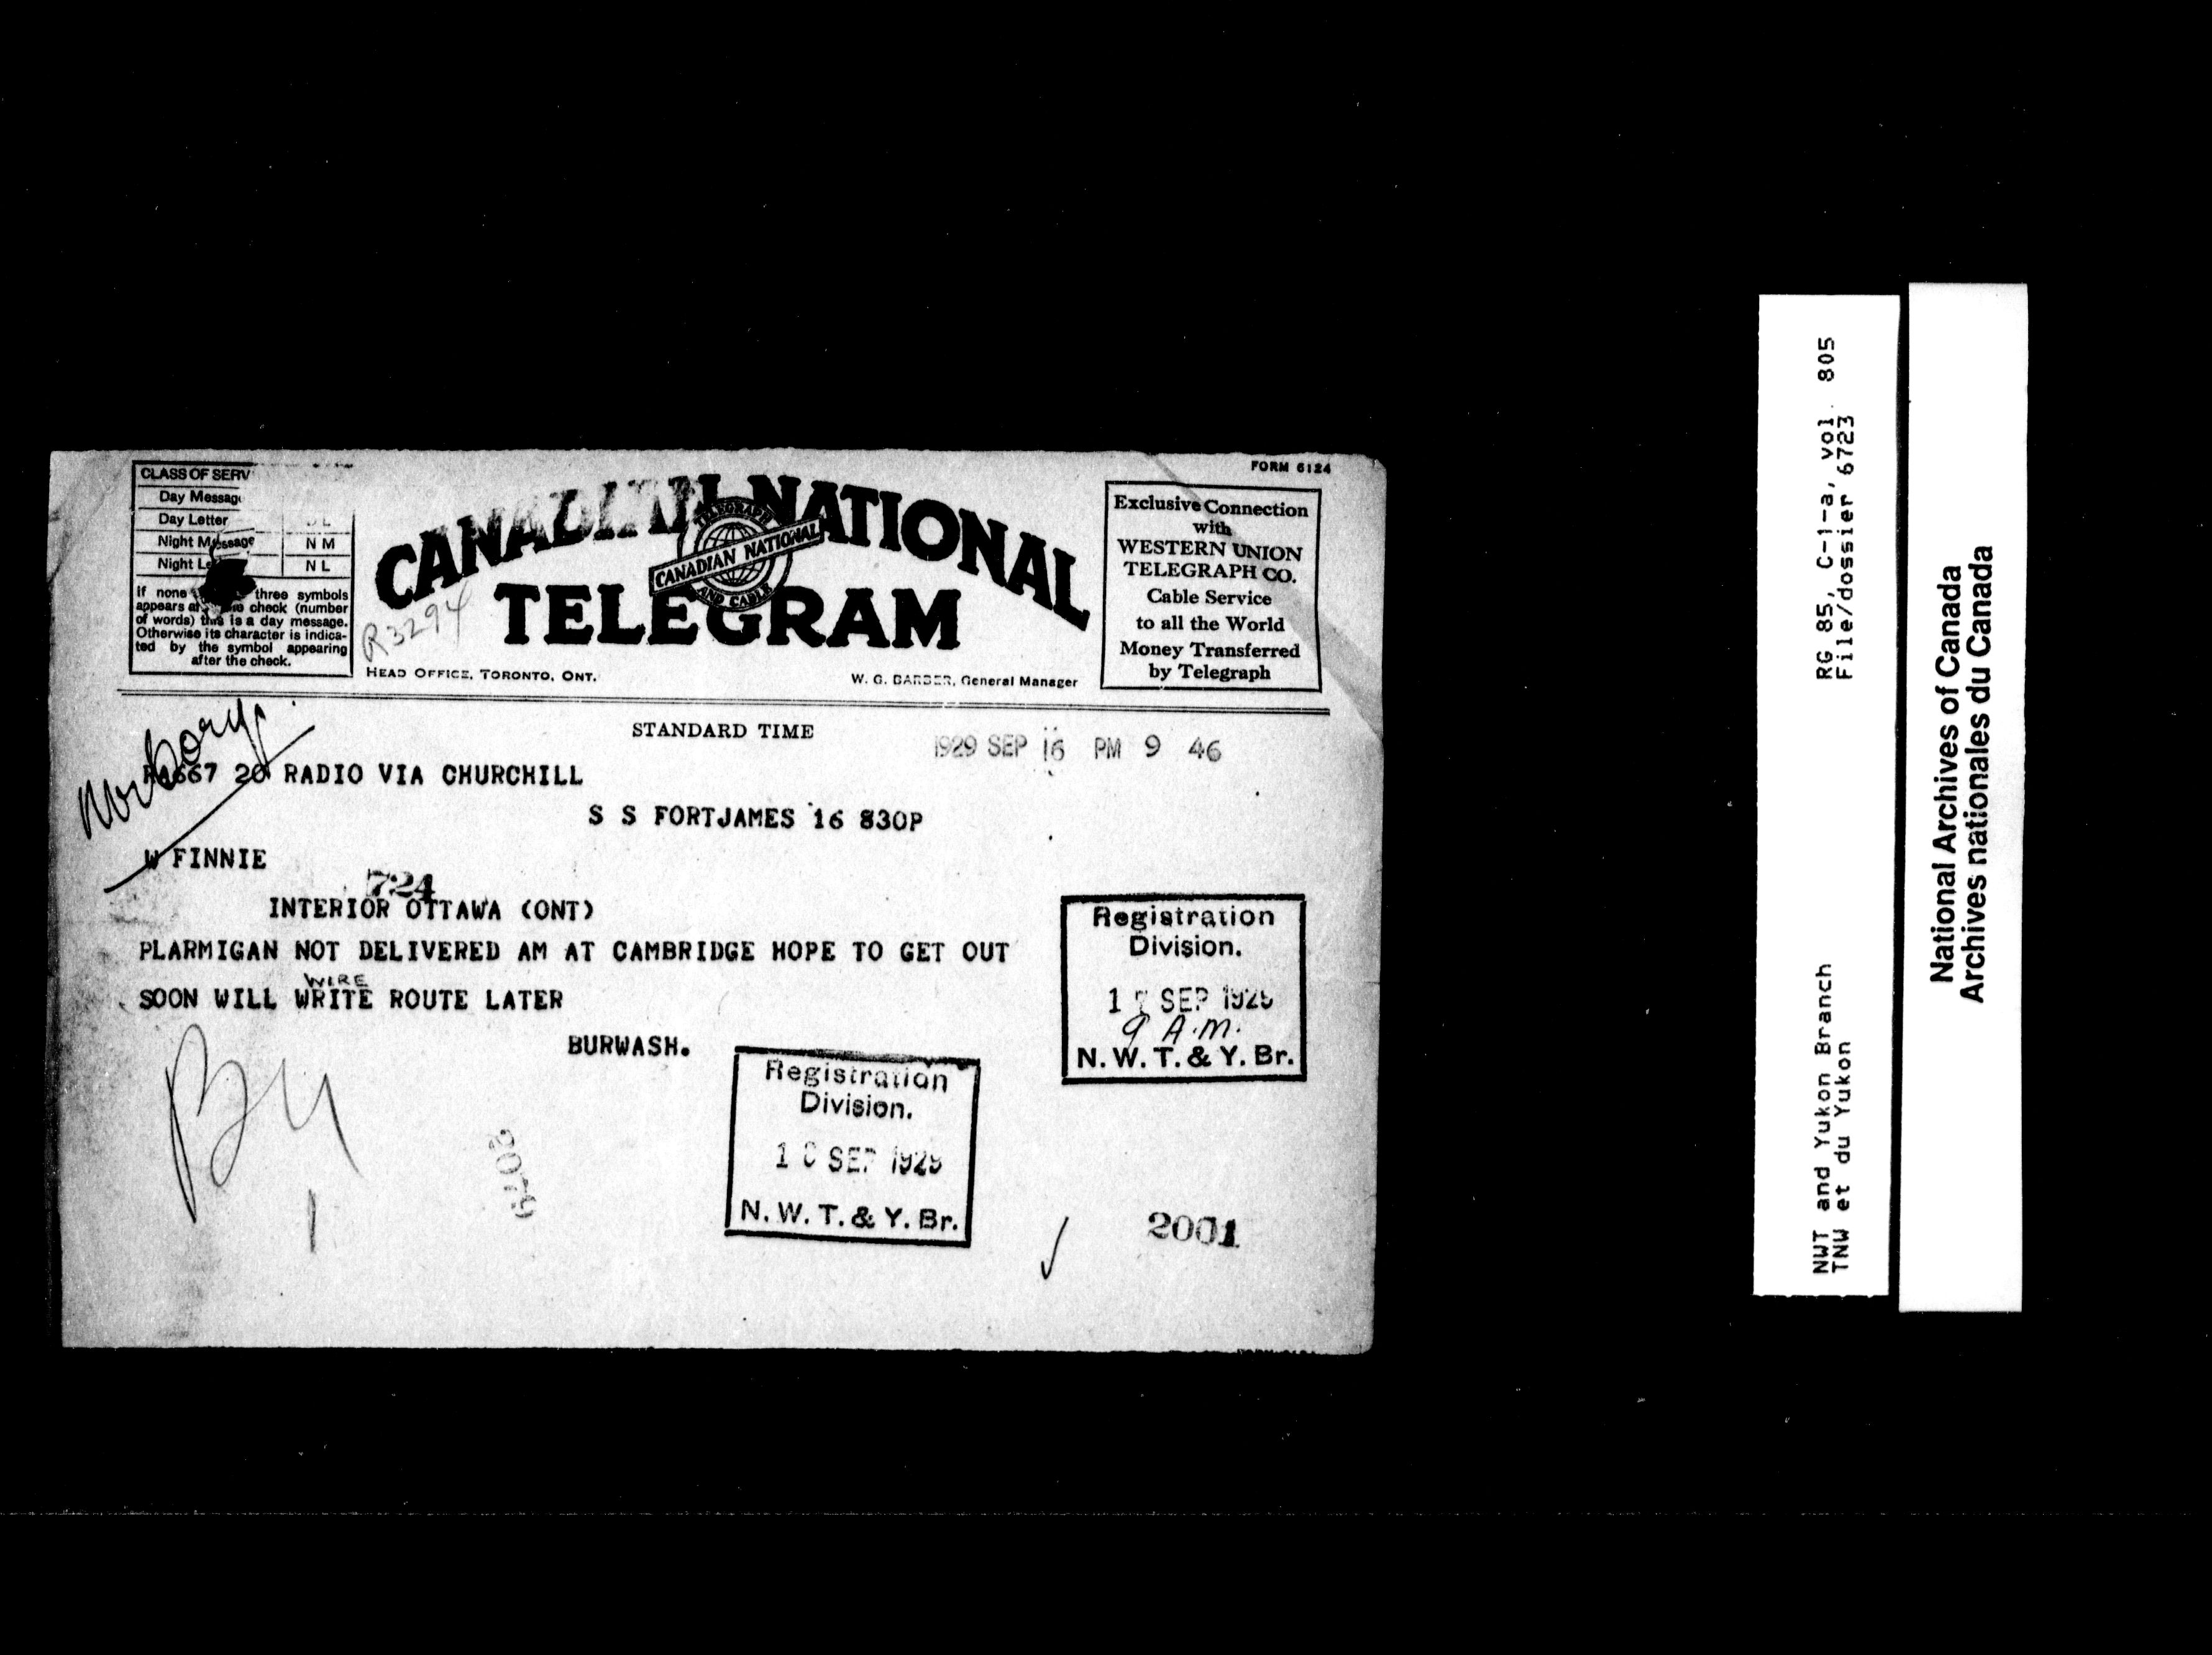 FORM 6124
CLASS OF SERV
Day Messag
Day Letter
Night Message N M
Night Le N L
If none three symbols
appears af check (number
of words) this is a day message.
Otherwise its character is indica-
ted by the symbol appearing
after the check.
CANADIAN NATIONAL
TELEGRAPH
CANADIAN NATIONAL
AND CABLE
TELEGRAM
R3294
HEAD OFFICE, TORONTO, ONT.
W. G. BARBER, General Manager
Exclusive Connection
with
WESTERN UNION
TELEGRAPH CO.
Cable Service
to all the World
Money Transferred
by Telegraph
STANDARD TIME
1929 SEP 16 PM 9 46
RA667 20 RADIO VIA CHURCHILL
S S FORTJAMES 16 830P
W FINNIE
724
INTERIOR OTTAWA (ONT)
PLARMIGAN NOT DELIVERED AM AT CAMBRIDGE HOPE TO GET OUT
WIRE
SOON WILL WRITE ROUTE LATER
BURWASH.
Registration
Division.
SEP 1929
9 A.M.
N. W. T. & Y. Br.
Registration
Division.
SEP 1929
N. W. T. & Y. Br.
2001
RG 85, C-1-a, vol. 805
File/dossier 6723
NWT and Yukon Branch
TNW et du Yukon
National Archives of Canada
Archives nationales du Canada